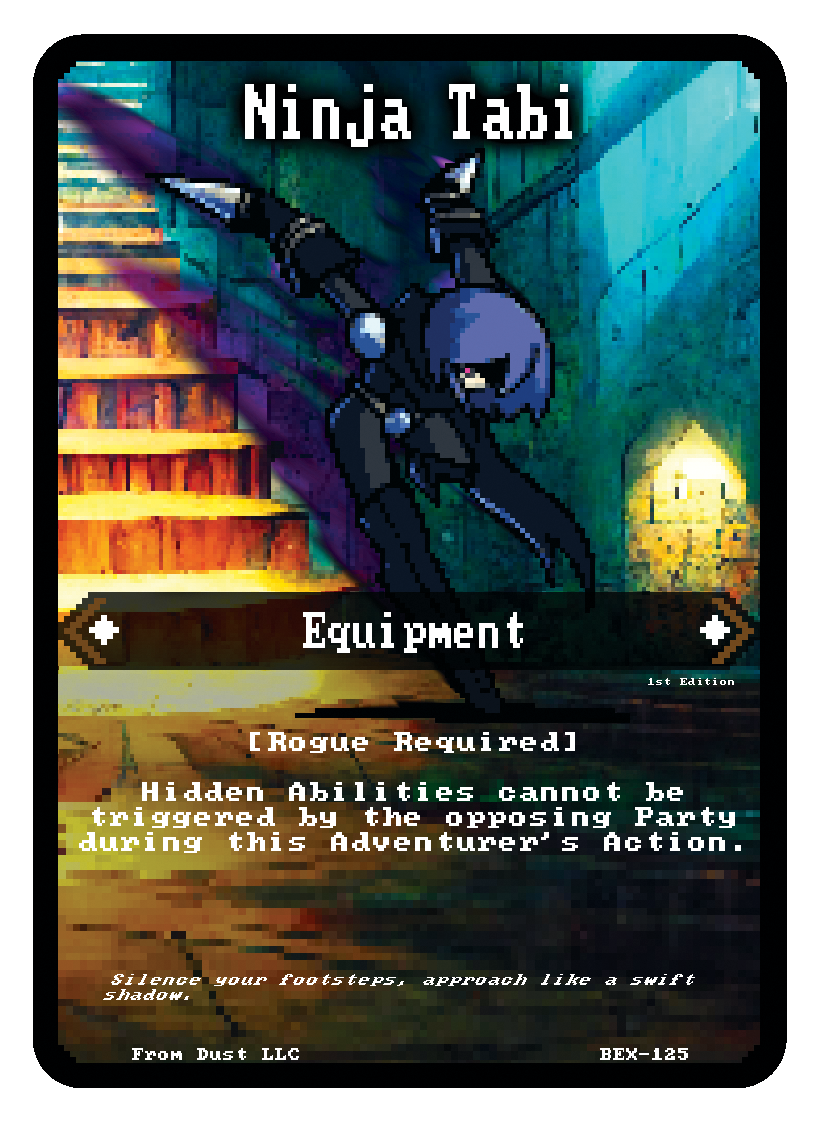 Ninja Tabi
Equipment
1st Edition
[Rogue Required]
Hidden Abilities cannot be
triggered by the opposing Party
during this Adventurer's Action.
Silence your footsteps, approach like a swift
shadow.
From Dust LLC
BEX-125